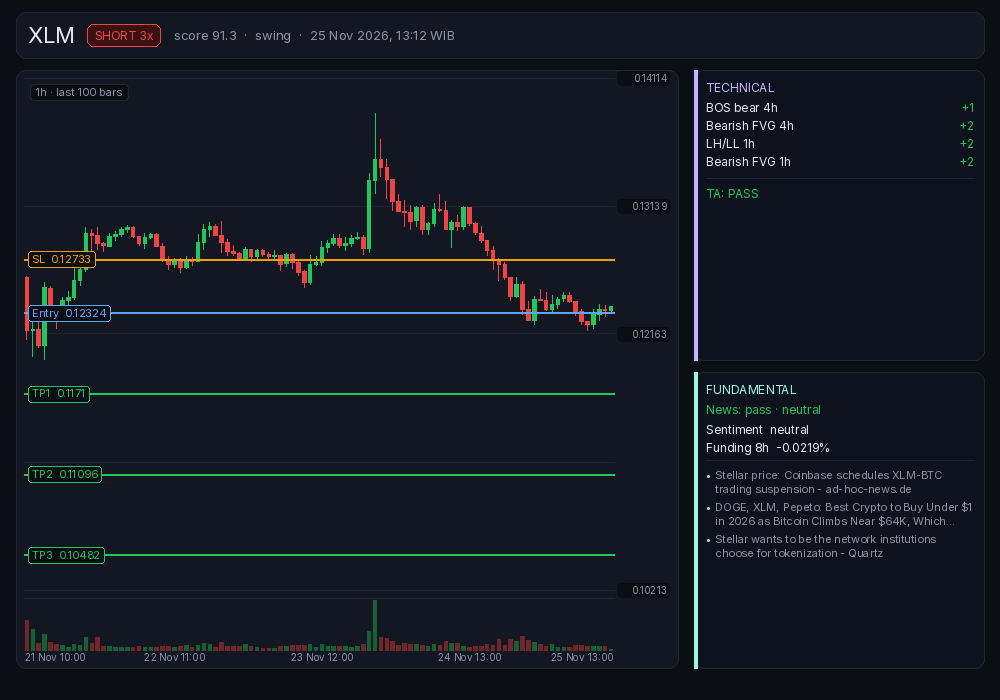 XLM SHORT 3x score 91.3 · swing · 25 Nov 2026, 13:12 WIB
1h · last 100 bars
0.14114
0.13139
SL 0.12733
Entry 0.12324
0.12163
TP1 0.1171
TP2 0.11096
TP3 0.10482
0.10213
21 Nov 10:00 22 Nov 11:00 23 Nov 12:00 24 Nov 13:00 25 Nov 13:00
TECHNICAL
BOS bear 4h +1
Bearish FVG 4h +2
LH/LL 1h +2
Bearish FVG 1h +2
TA: PASS
FUNDAMENTAL
News: pass · neutral
Sentiment neutral
Funding 8h -0.0219%
• Stellar price: Coinbase schedules XLM-BTC
trading suspension - ad-hoc-news.de
• DOGE, XLM, Pepeto: Best Crypto to Buy Under $1
in 2026 as Bitcoin Climbs Near $64K, Which...
• Stellar wants to be the network institutions
choose for tokenization - Quartz